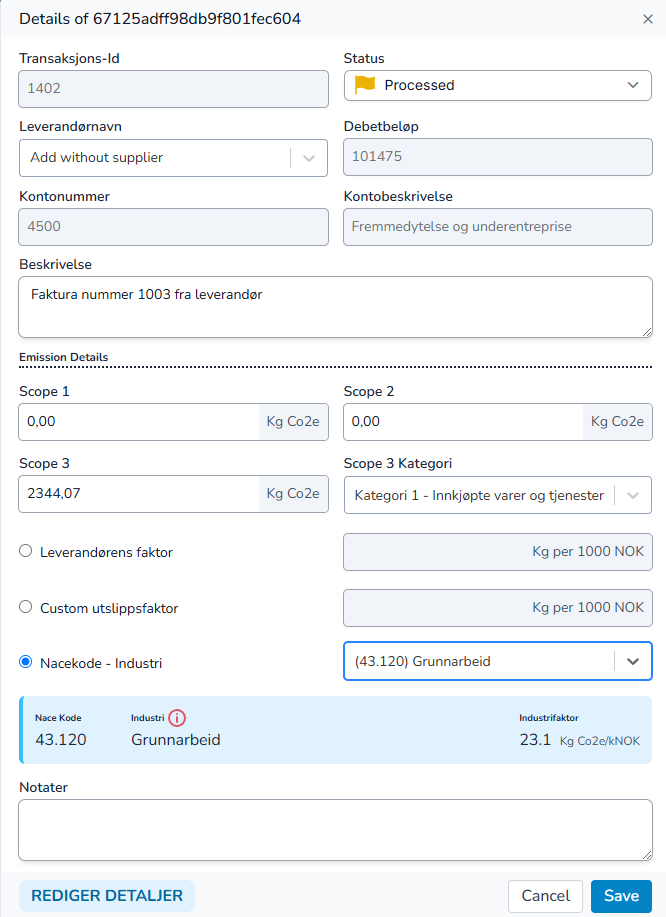 Details of 67125adff98db9f801fec604
Transaksjons-Id
Status
1402
Processed
Leverandørnavn
Debetbeløp
Add without supplier
101475
Kontonummer
Kontobeskrivelse
4500
Fremmedytelse og underentreprise
Beskrivelse
Faktura nummer 1003 fra leverandør
Emission Details
Scope 1
Scope 2
0,00 Kg Co2e
0,00 Kg Co2e
Scope 3
Scope 3 Kategori
2344,07 Kg Co2e
Kategori 1 - Innkjøpte varer og tjenester
Leverandørens faktor
Kg per 1000 NOK
Custom utslippsfaktor
Kg per 1000 NOK
Nacekode - Industri
(43.120) Grunnarbeid
Nace Kode
Industri
Industrifaktor
43.120
Grunnarbeid
23.1 Kg Co2e/kNOK
Notater
REDIGER DETALJER
Cancel
Save